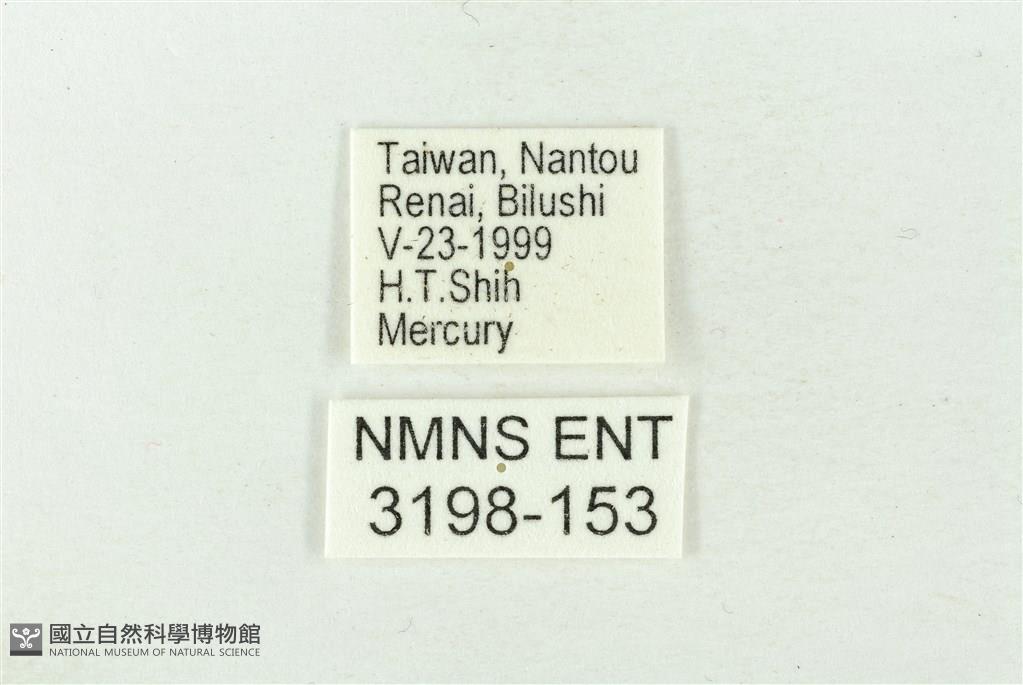 Taiwan, Nantou
Renai, Bilushi
V-23-1999
H.T.Shih
Mercury
NMNS ENT
3198-153
國立自然科學博物館
NATIONAL MUSEUM OF NATURAL SCIENCE